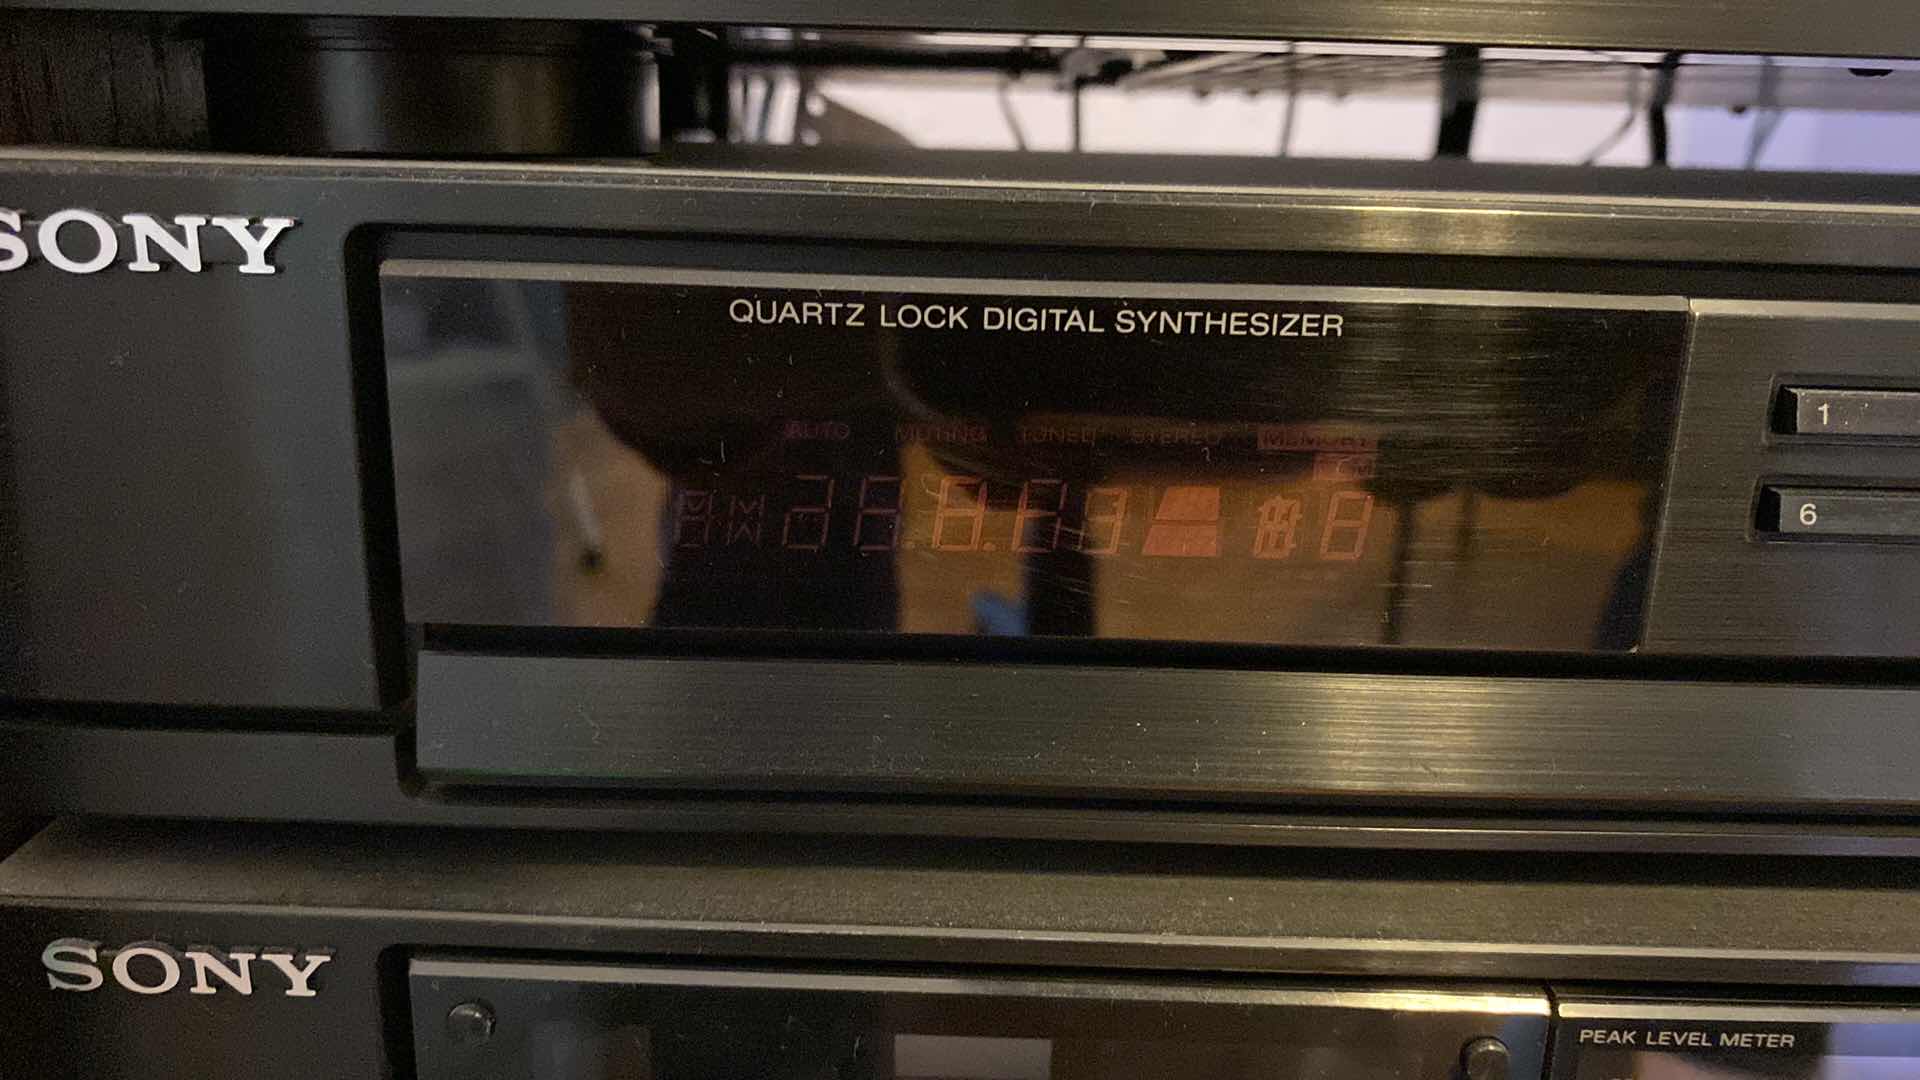 SONY
QUARTZ LOCK DIGITAL SYNTHESIZER
AUTO MUTING TUNED STEREO MEMORY
1
6
SONY
PEAK LEVEL METER